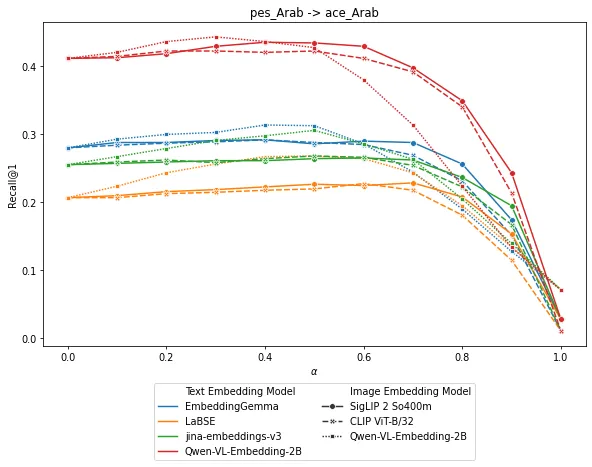 pes_Arab -> ace_Arab
Recall@1
0.4
0.3
0.2
0.1
0.0
0.0 0.2 0.4 0.6 0.8 1.0
α
Text Embedding Model Image Embedding Model
EmbeddingGemma SigLIP 2 So400m
LaBSE CLIP ViT-B/32
jina-embeddings-v3 Qwen-VL-Embedding-2B
Qwen-VL-Embedding-2B